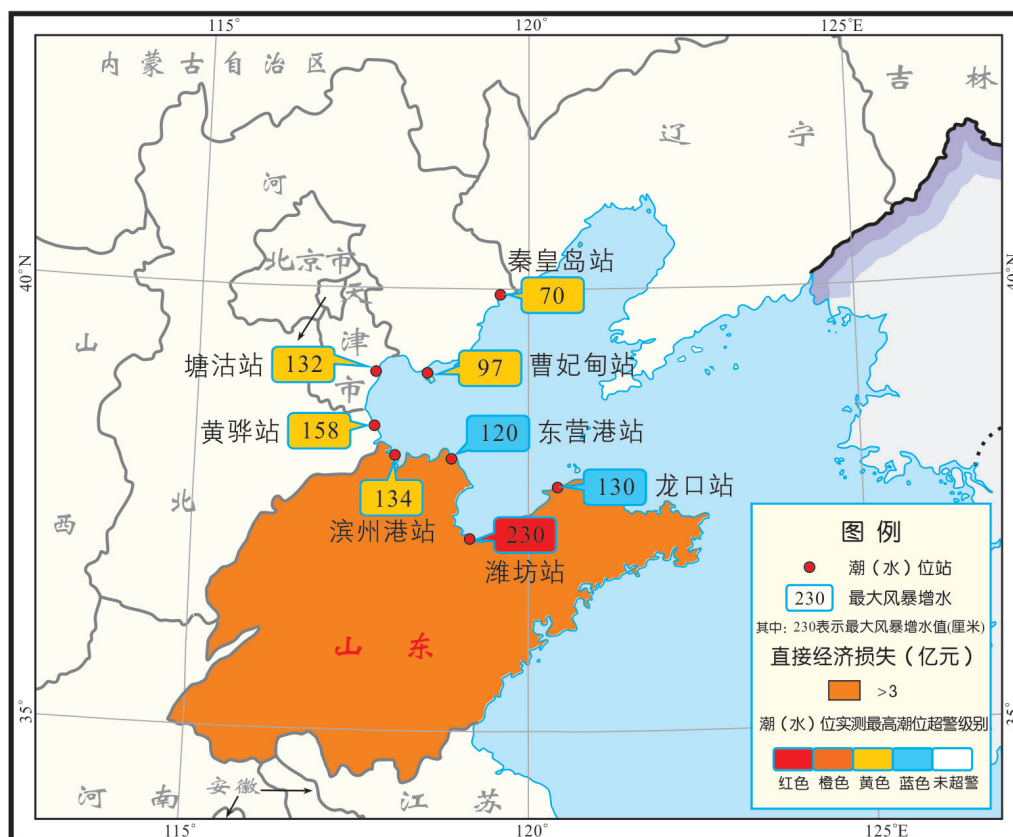 115°
120°
125°
内蒙古自治区
吉林
辽宁
河
北京市
秦皇岛站
40°N
40°N
天
70
山
津
塘沽站
132
97
曹妃甸站
市
黄骅站
158
120
东营港站
134
130
龙口站
北
滨州港站
230
西
潍坊站
图例
潮（水）位站
230
最大风暴增水
其中：230表示最大风暴增水值(厘米)
山东
直接经济损失（亿元）
>3
35°
35°
潮（水）位实测最高潮位超警级别
红色 橙色 黄色 蓝色 未超警
河南
安徽
江苏
115°
120°
125°